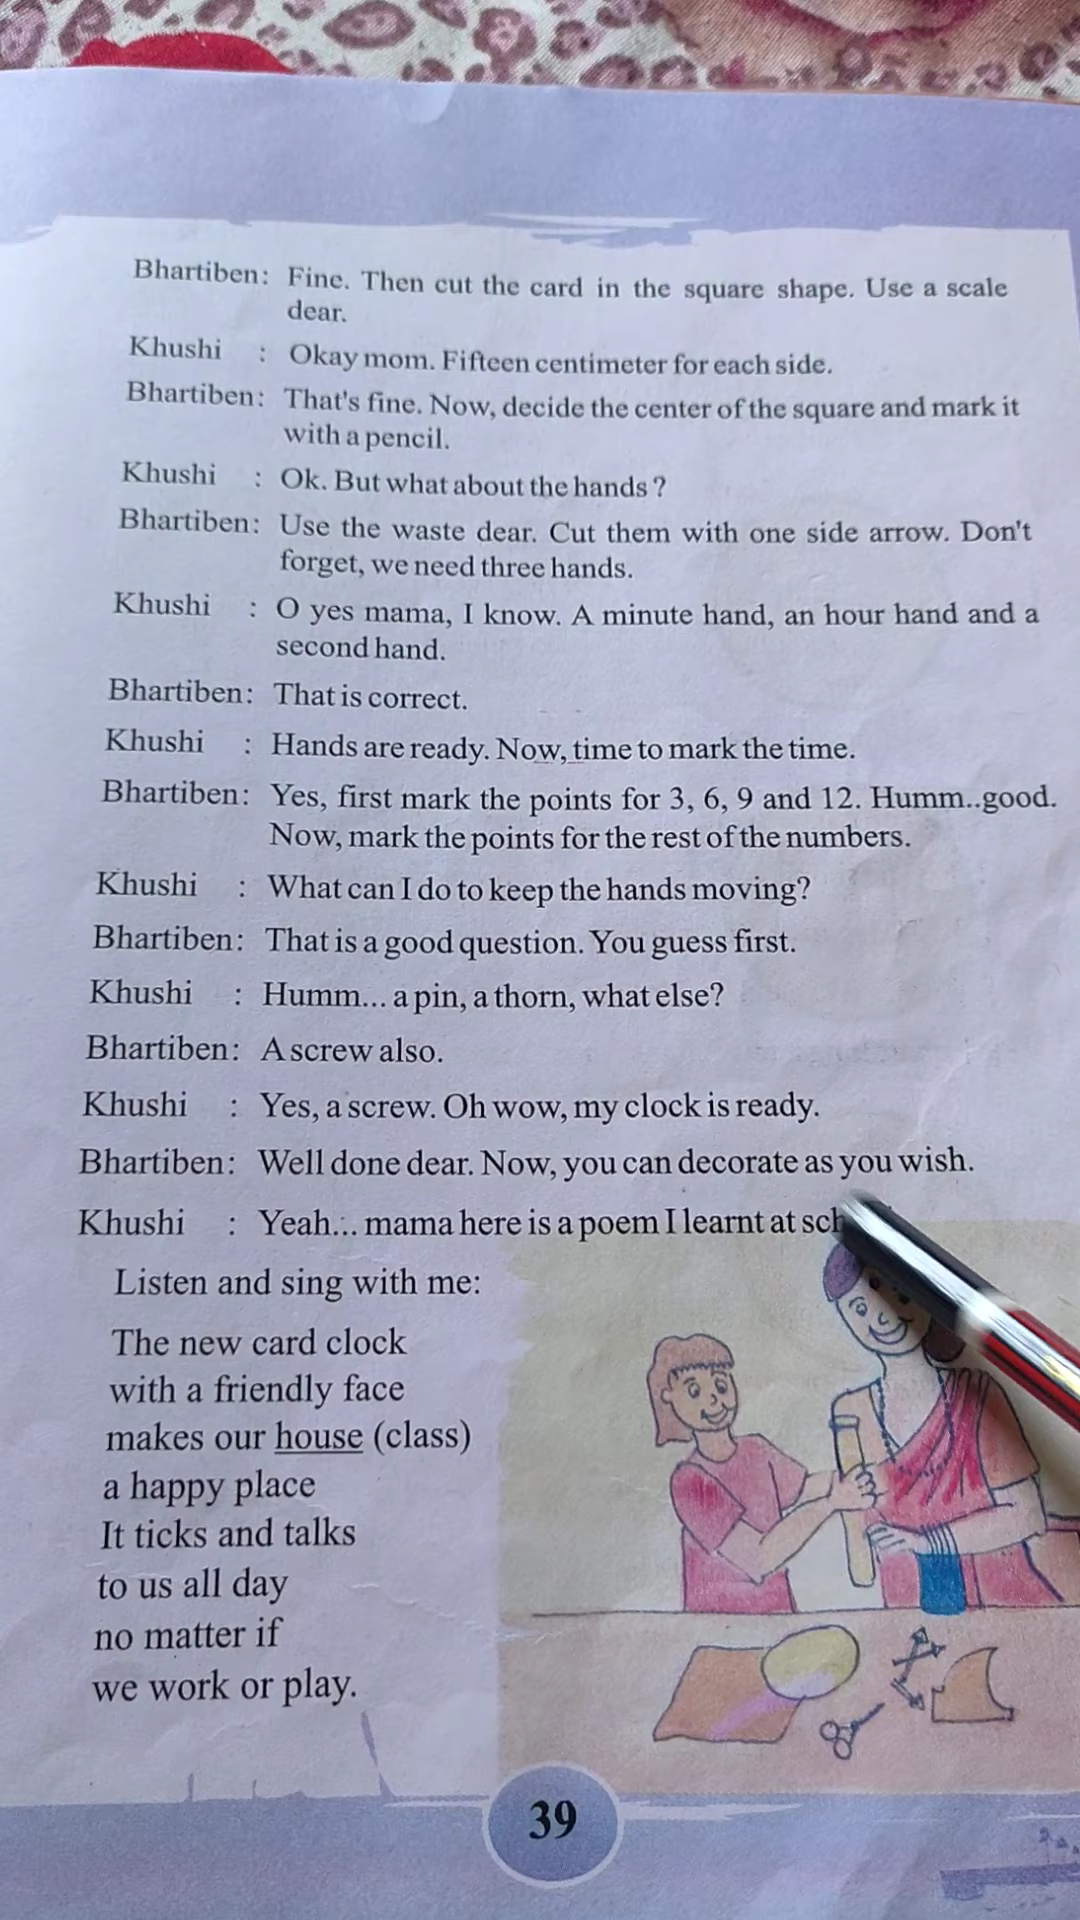 Bhartiben: Fine. Then cut the card in the square shape. Use a scale
dear.
Khushi : Okay mom. Fifteen centimeter for each side.
Bhartiben: That's fine. Now, decide the center of the square and mark it
with a pencil.
Khushi : Ok. But what about the hands ?
Bhartiben: Use the waste dear. Cut them with one side arrow. Don't
forget, we need three hands.
Khushi : O yes mama, I know. A minute hand, an hour hand and a
second hand.
Bhartiben: That is correct.
Khushi : Hands are ready. Now, time to mark the time.
Bhartiben: Yes, first mark the points for 3, 6, 9 and 12. Humm..good.
Now, mark the points for the rest of the numbers.
Khushi : What can I do to keep the hands moving?
Bhartiben: That is a good question. You guess first.
Khushi : Humm... a pin, a thorn, what else?
Bhartiben: A screw also.
Khushi : Yes, a screw. Oh wow, my clock is ready.
Bhartiben: Well done dear. Now, you can decorate as you wish.
Khushi : Yeah... mama here is a poem I learnt at
Listen and sing with me:
The new card clock
with a friendly face
makes our house (class)
a happy place
It ticks and talks
to us all day
no matter if
we work or play.
39